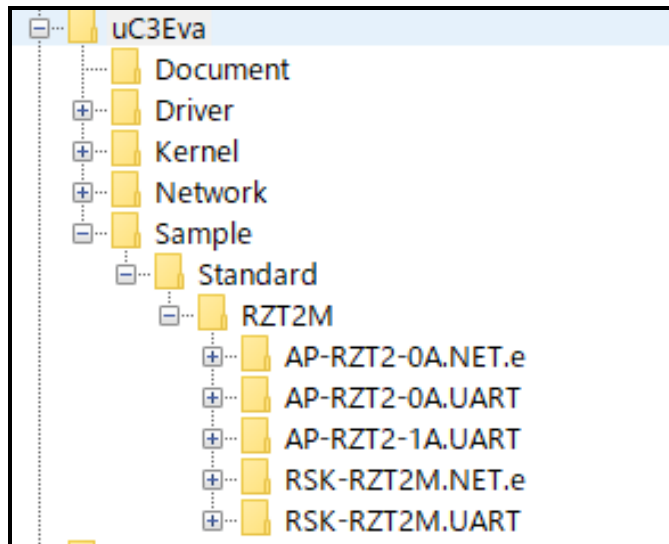 uC3Eva
Document
Driver
Kernel
Network
Sample
Standard
RZT2M
AP-RZT2-0A.NET.e
AP-RZT2-0A.UART
AP-RZT2-1A.UART
RSK-RZT2M.NET.e
RSK-RZT2M.UART